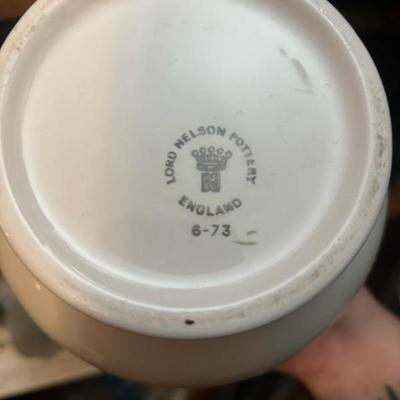 LORD NELSON POTTERY
N
ENGLAND
6-73